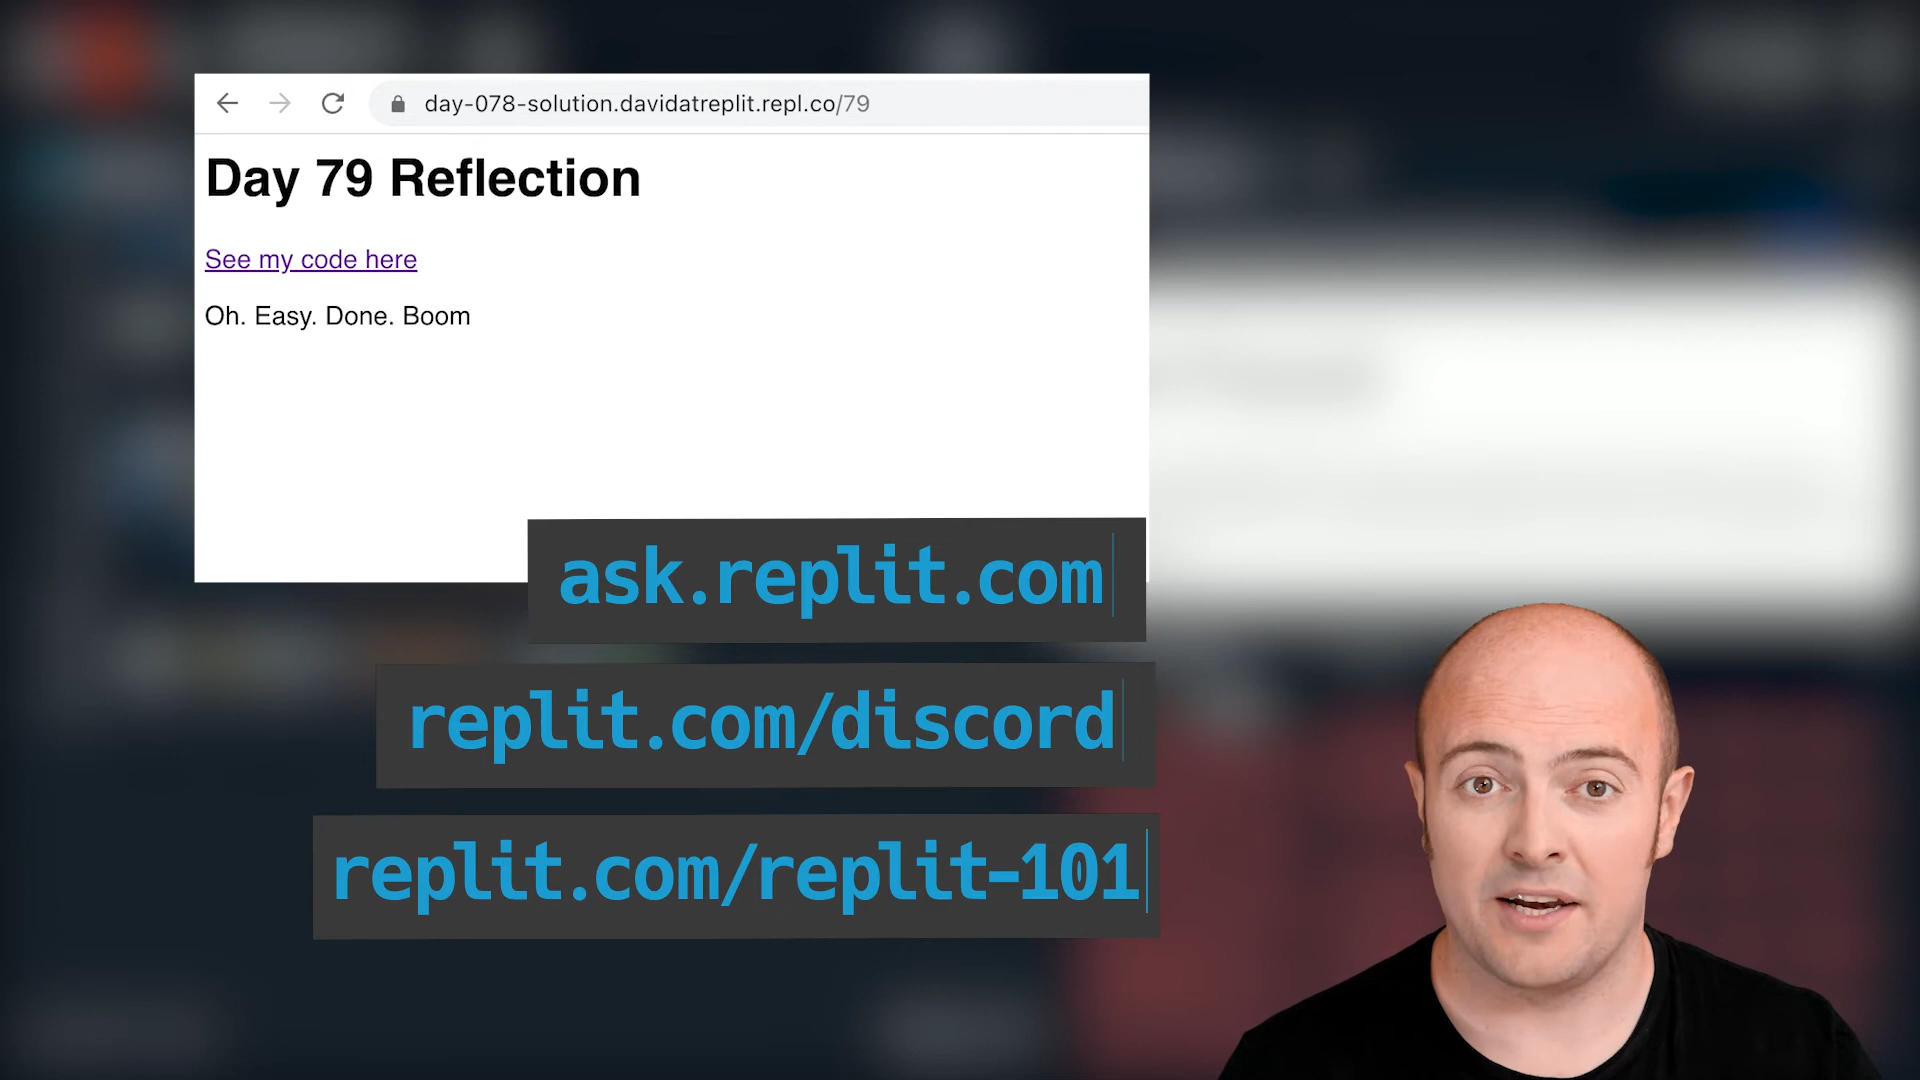 day-078-solution.davidatreplit.repl.co/79
Day 79 Reflection
See my code here
Oh. Easy. Done. Boom
ask.replit.com
replit.com/discord
replit.com/replit-101